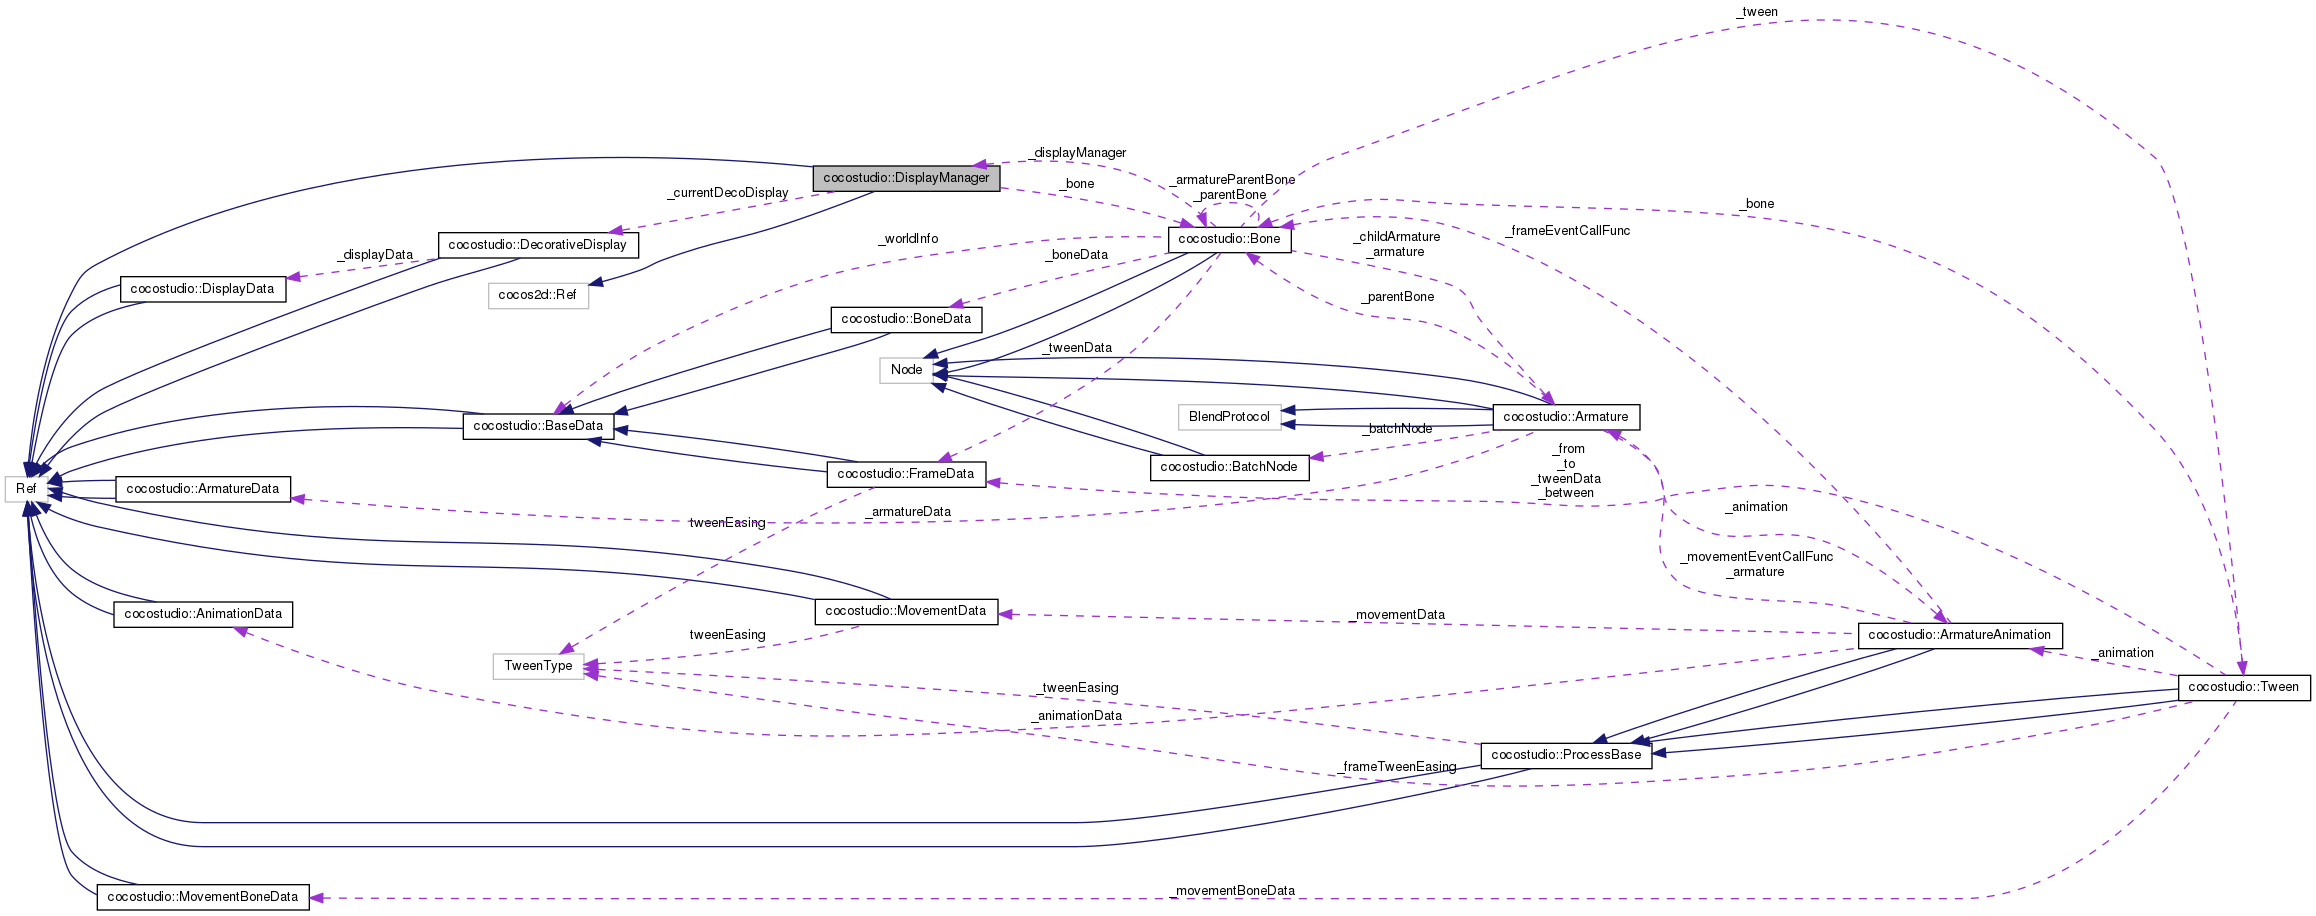 _tween
_displayManager
cocostudio::DisplayManager
_bone
_armatureParentBone
_parentBone
_currentDecoDisplay
_bone
_frameEventCallFunc
_worldInfo
cocostudio::Bone
_childArmature
_armature
cocostudio::DecorativeDisplay
_displayData
_boneData
cocostudio::DisplayData
cocos2d::Ref
_parentBone
cocostudio::BoneData
_tweenData
Node
BlendProtocol
cocostudio::Armature
cocostudio::BaseData
_batchNode
_from
_to
_tweenData
_between
cocostudio::BatchNode
cocostudio::FrameData
Ref
cocostudio::ArmatureData
_armatureData
_animation
tweenEasing
_movementEventCallFunc
_armature
cocostudio::AnimationData
cocostudio::MovementData
_movementData
tweenEasing
cocostudio::ArmatureAnimation
_animation
TweenType
_tweenEasing
cocostudio::Tween
_animationData
cocostudio::ProcessBase
_frameTweenEasing
_movementBoneData
cocostudio::MovementBoneData